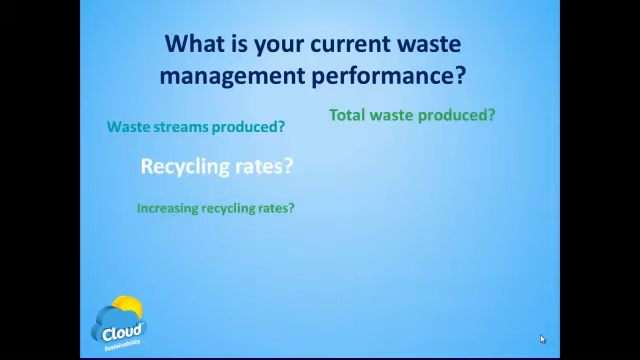 What is your current waste
management performance?
Total waste produced?
Waste streams produced?
Recycling rates?
Increasing recycling rates?
Cloud
Sustainability